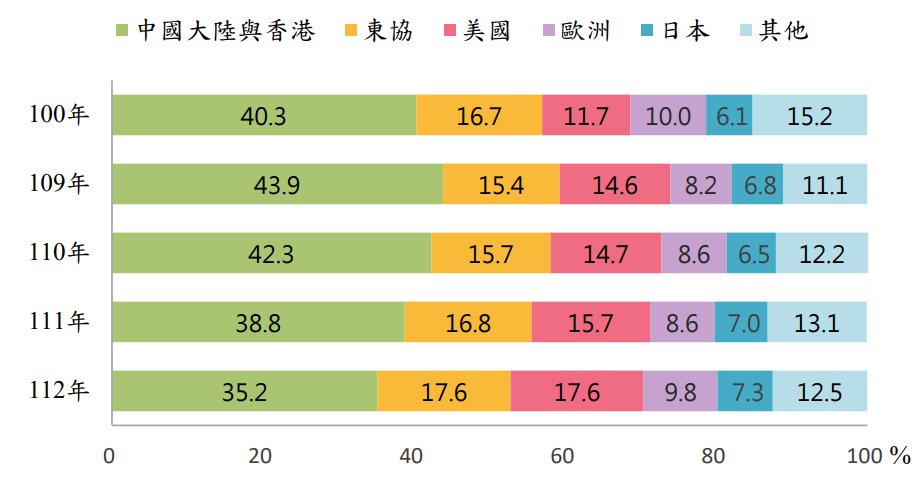 中國大陸與香港 東協 美國 歐洲 日本 其他
100年 40.3 16.7 11.7 10.0 6.1 15.2
109年 43.9 15.4 14.6 8.2 6.8 11.1
110年 42.3 15.7 14.7 8.6 6.5 12.2
111年 38.8 16.8 15.7 8.6 7.0 13.1
112年 35.2 17.6 17.6 9.8 7.3 12.5
0 20 40 60 80 100 %